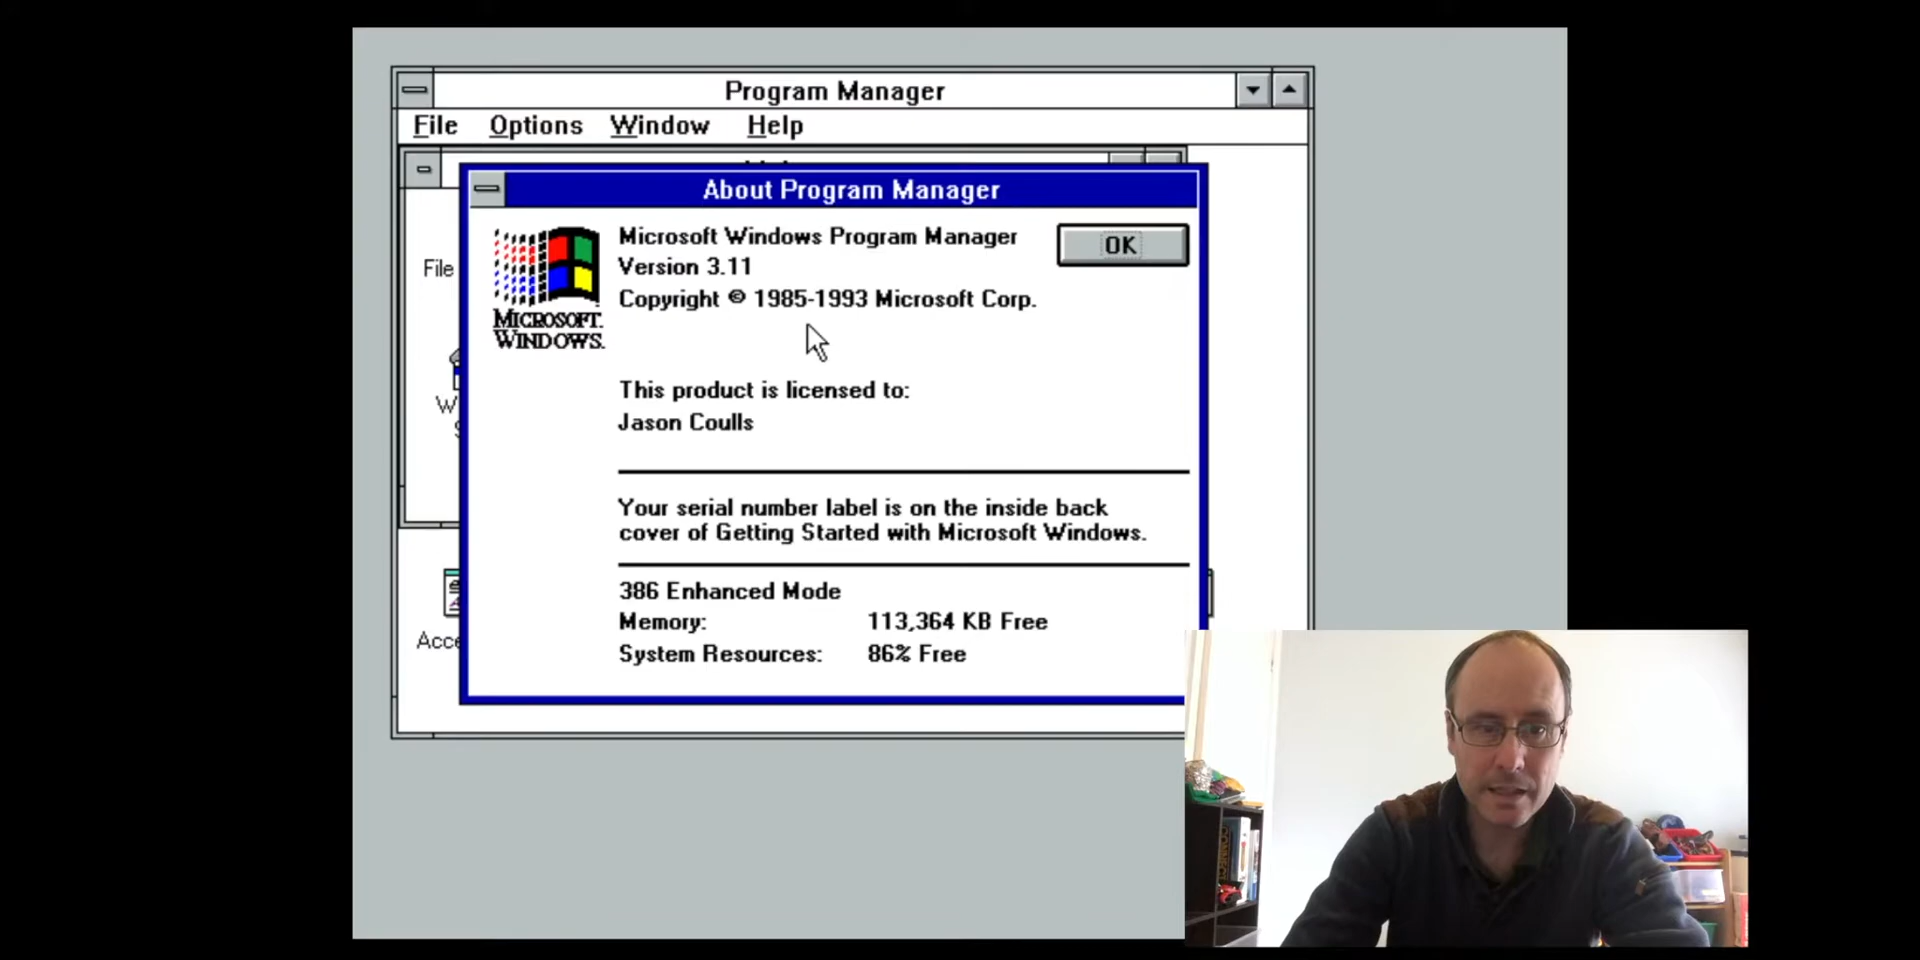 Program Manager
File Options Window Help
About Program Manager
Microsoft Windows Program Manager
OK
Version 3.11
Copyright © 1985-1993 Microsoft Corp.
MICROSOFT.
WINDOWS.
File
This product is licensed to:
Jason Coulls
W
Your serial number label is on the inside back
cover of Getting Started with Microsoft Windows.
386 Enhanced Mode
Memory: 113,364 KB Free
Acce
System Resources: 86% Free